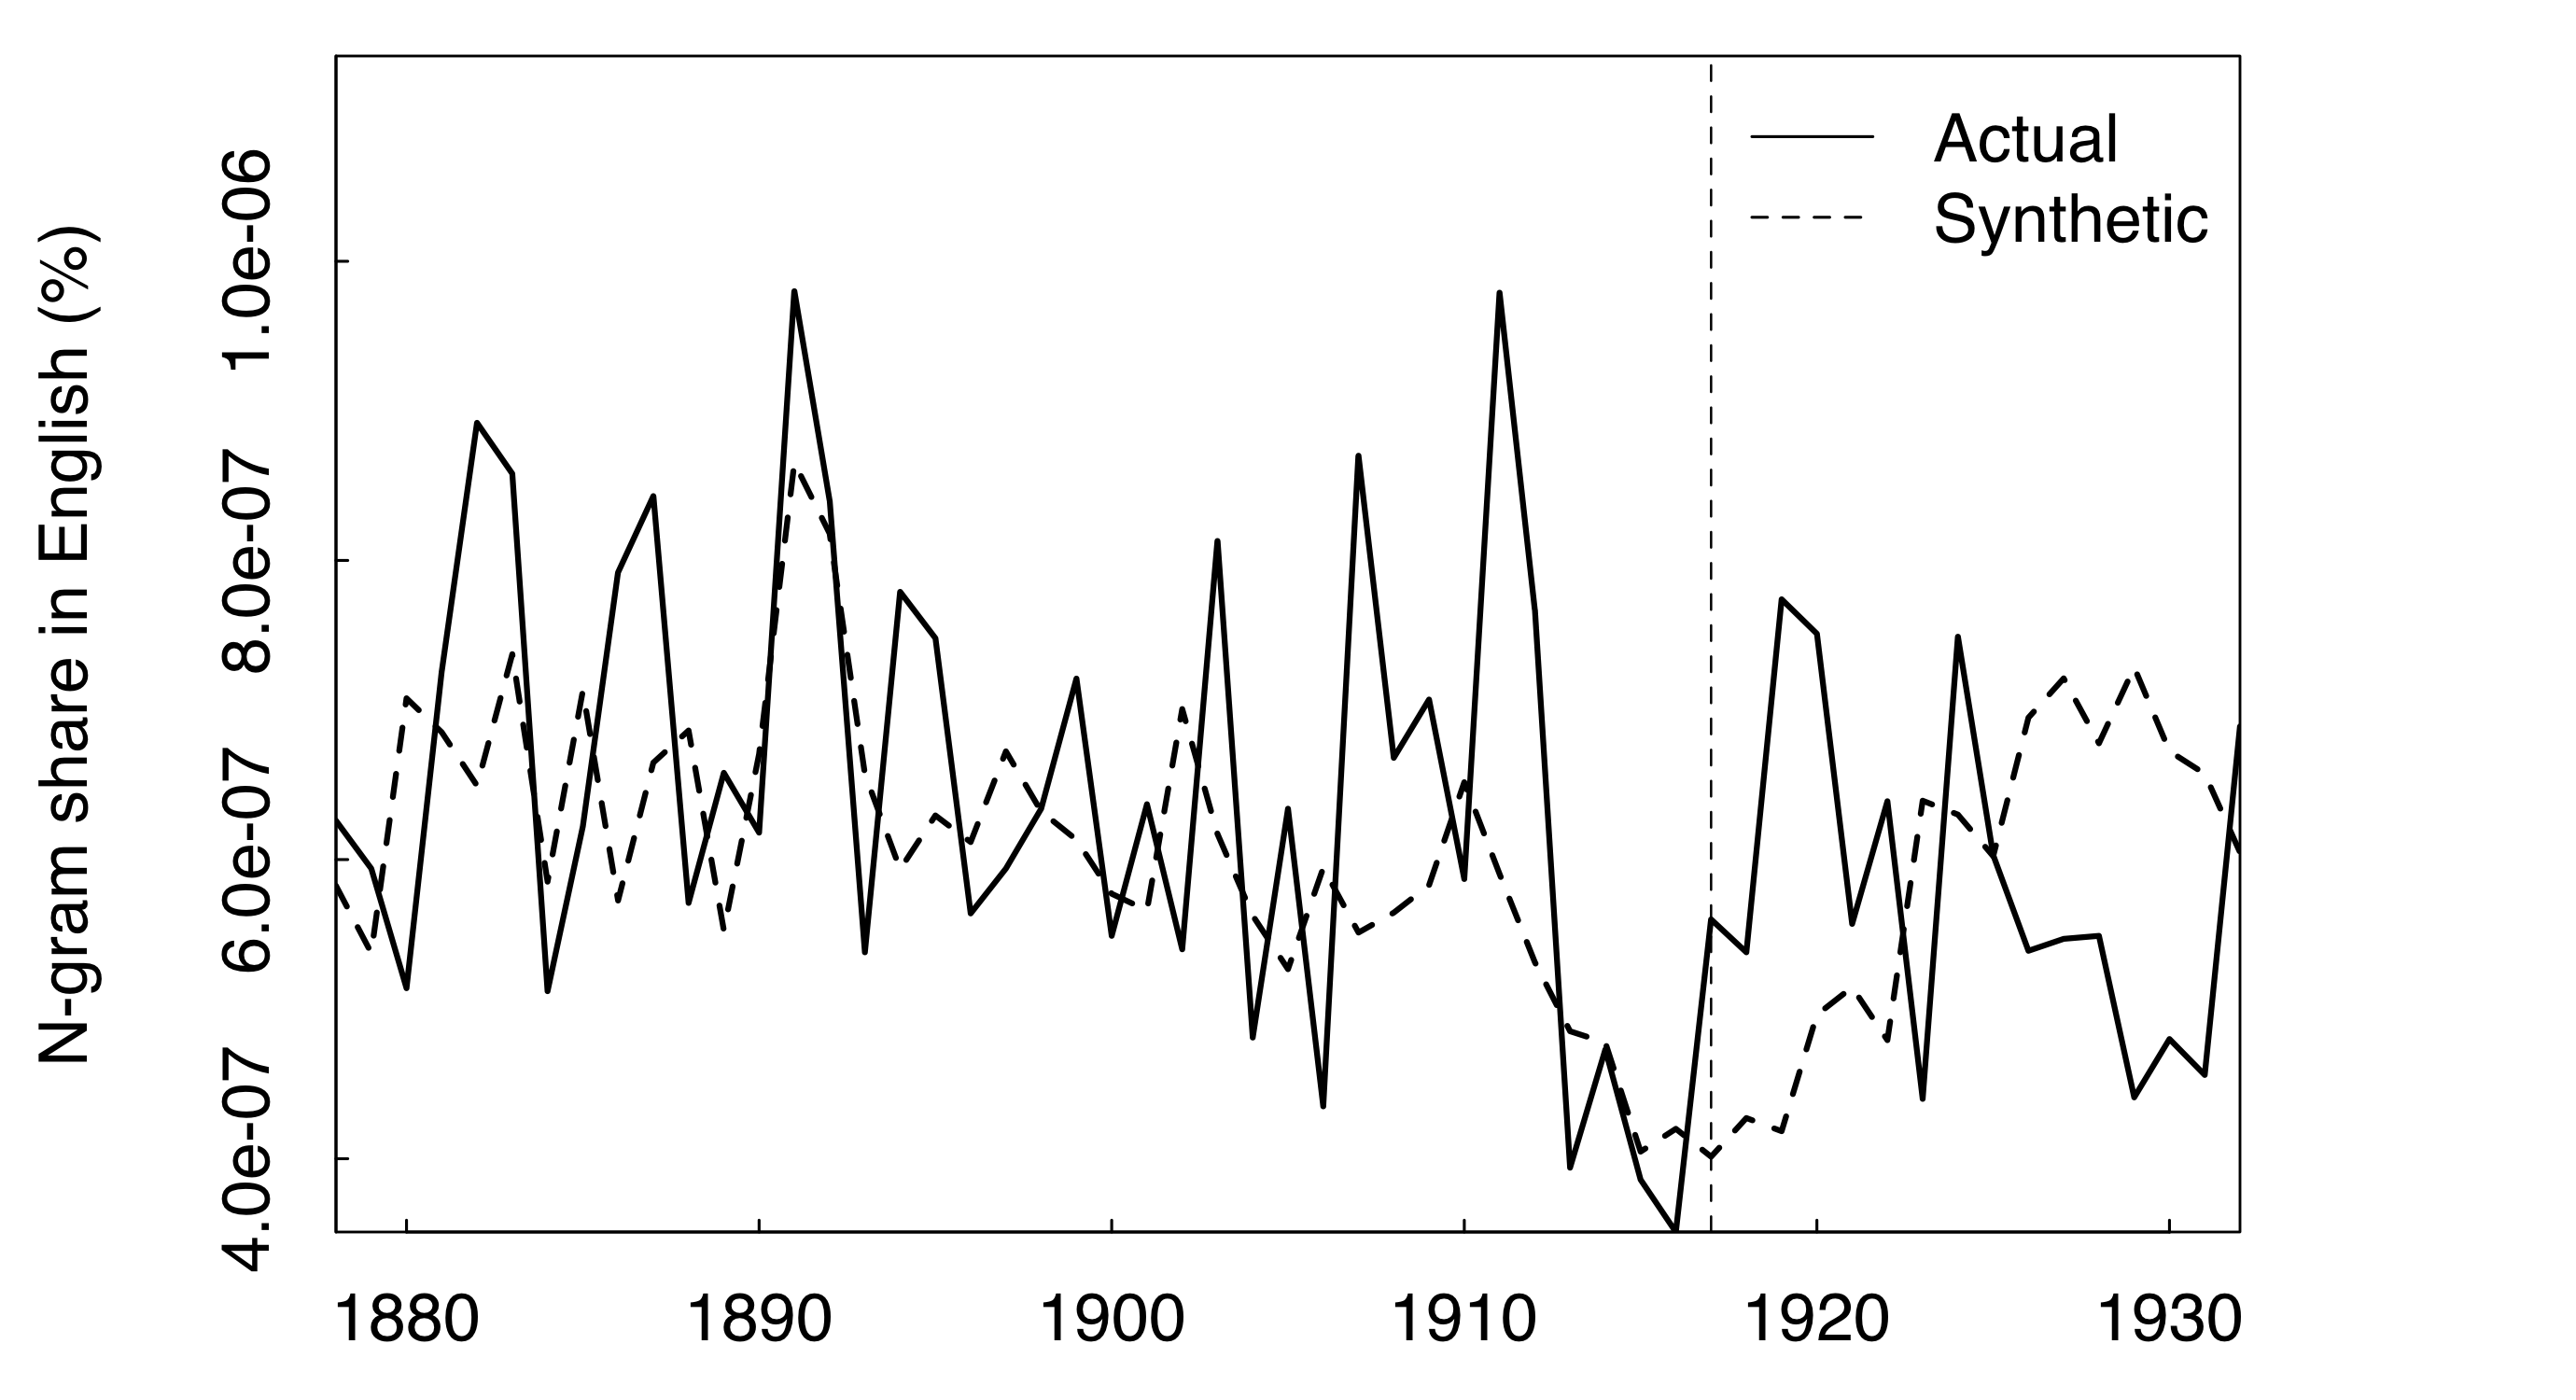 N-gram share in English (%)
1.0e-06
8.0e-07
6.0e-07
4.0e-07
Actual
Synthetic
1880 1890 1900 1910 1920 1930